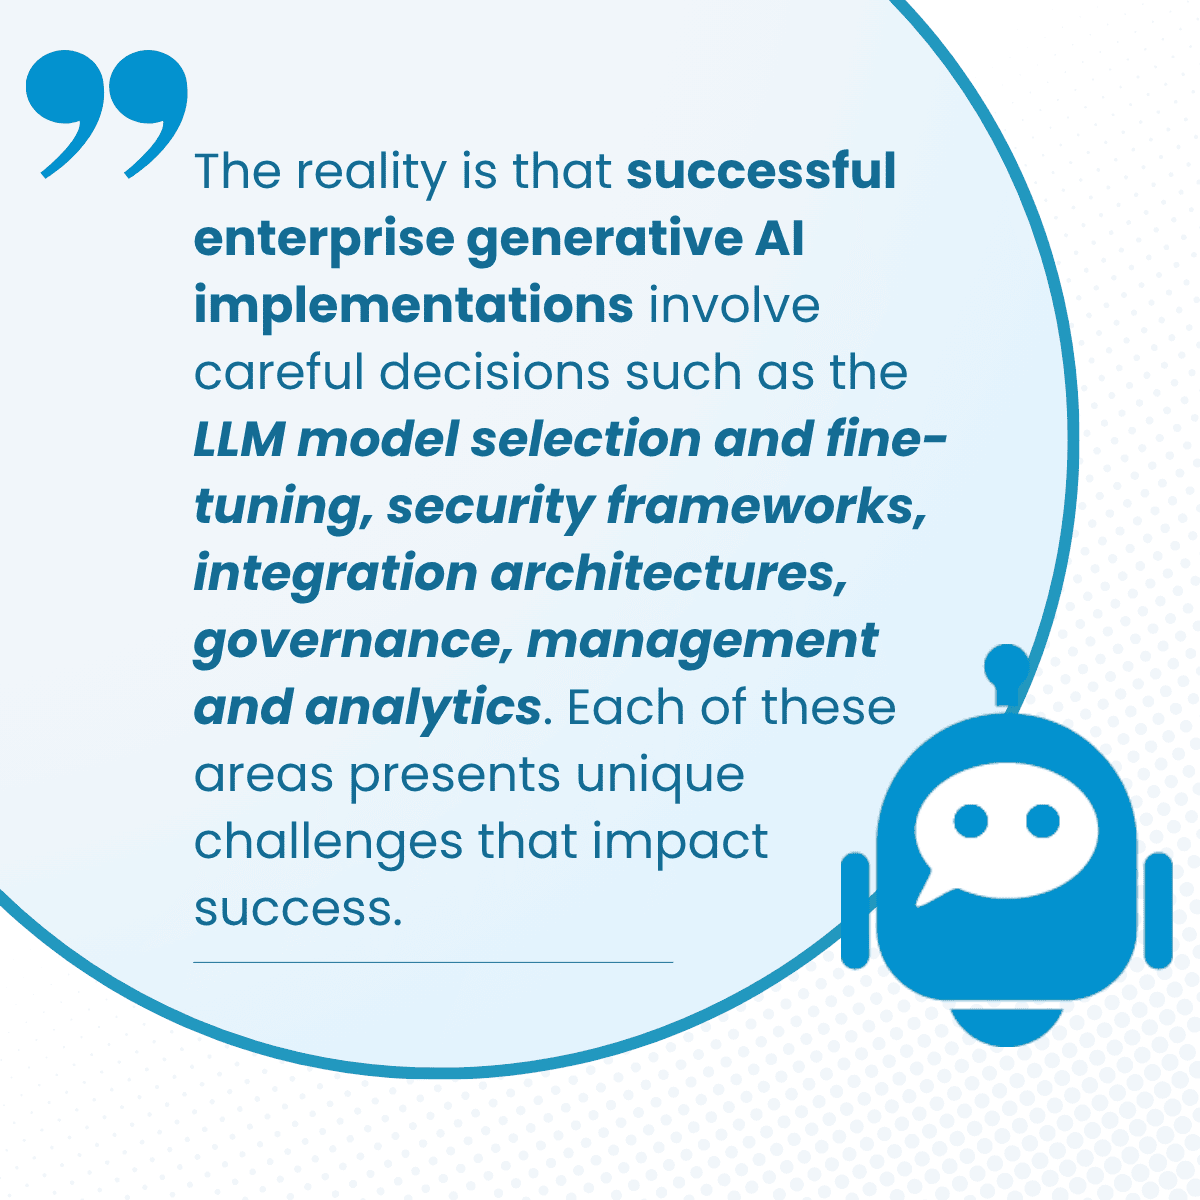 The reality is that successful
enterprise generative AI
implementations involve
careful decisions such as the
LLM model selection and fine-
tuning, security frameworks,
integration architectures,
governance, management
and analytics. Each of these
areas presents unique
challenges that impact
success.